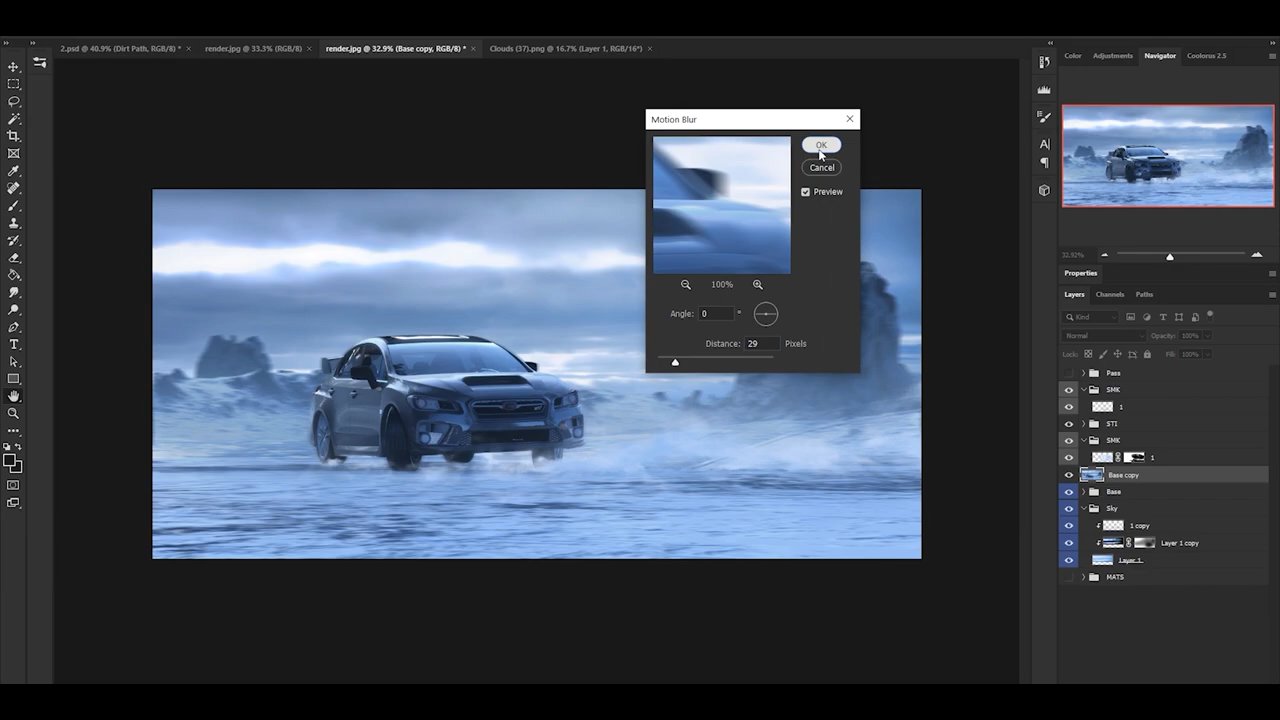 2.psd @ 40.9% (Dirt Path, RGB/8) *
render.jpg @ 33.3% (RGB/8)
render.jpg @ 32.9% (Base copy, RGB/8) *
Clouds (37).png @ 16.7% (Layer 1, RGB/16*)
Color
Adjustments
Navigator
Coolorus 2.5
Motion Blur
OK
Cancel
Preview
100%
Angle: 0 °
Distance: 29 Pixels
32.92%
Properties
Layers
Channels
Paths
Kind
Normal
Opacity: 100%
Lock:
Fill: 100%
Pass
SMK
1
STI
SMK
1
Base copy
Base
Sky
1 copy
Layer 1 copy
Layer 1
MATS